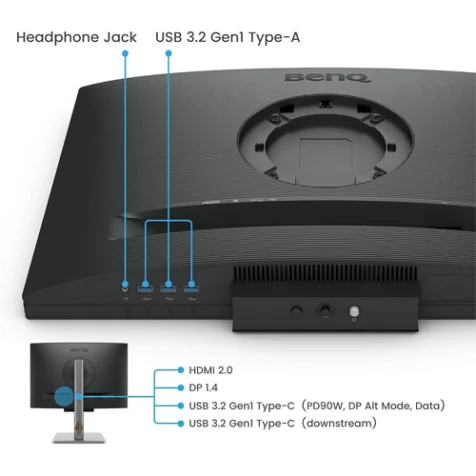 Headphone Jack USB 3.2 Gen1 Type-A
BenQ
BenQ
HDMI 2.0
DP 1.4
USB 3.2 Gen1 Type-C (PD90W, DP Alt Mode, Data)
USB 3.2 Gen1 Type-C (downstream)